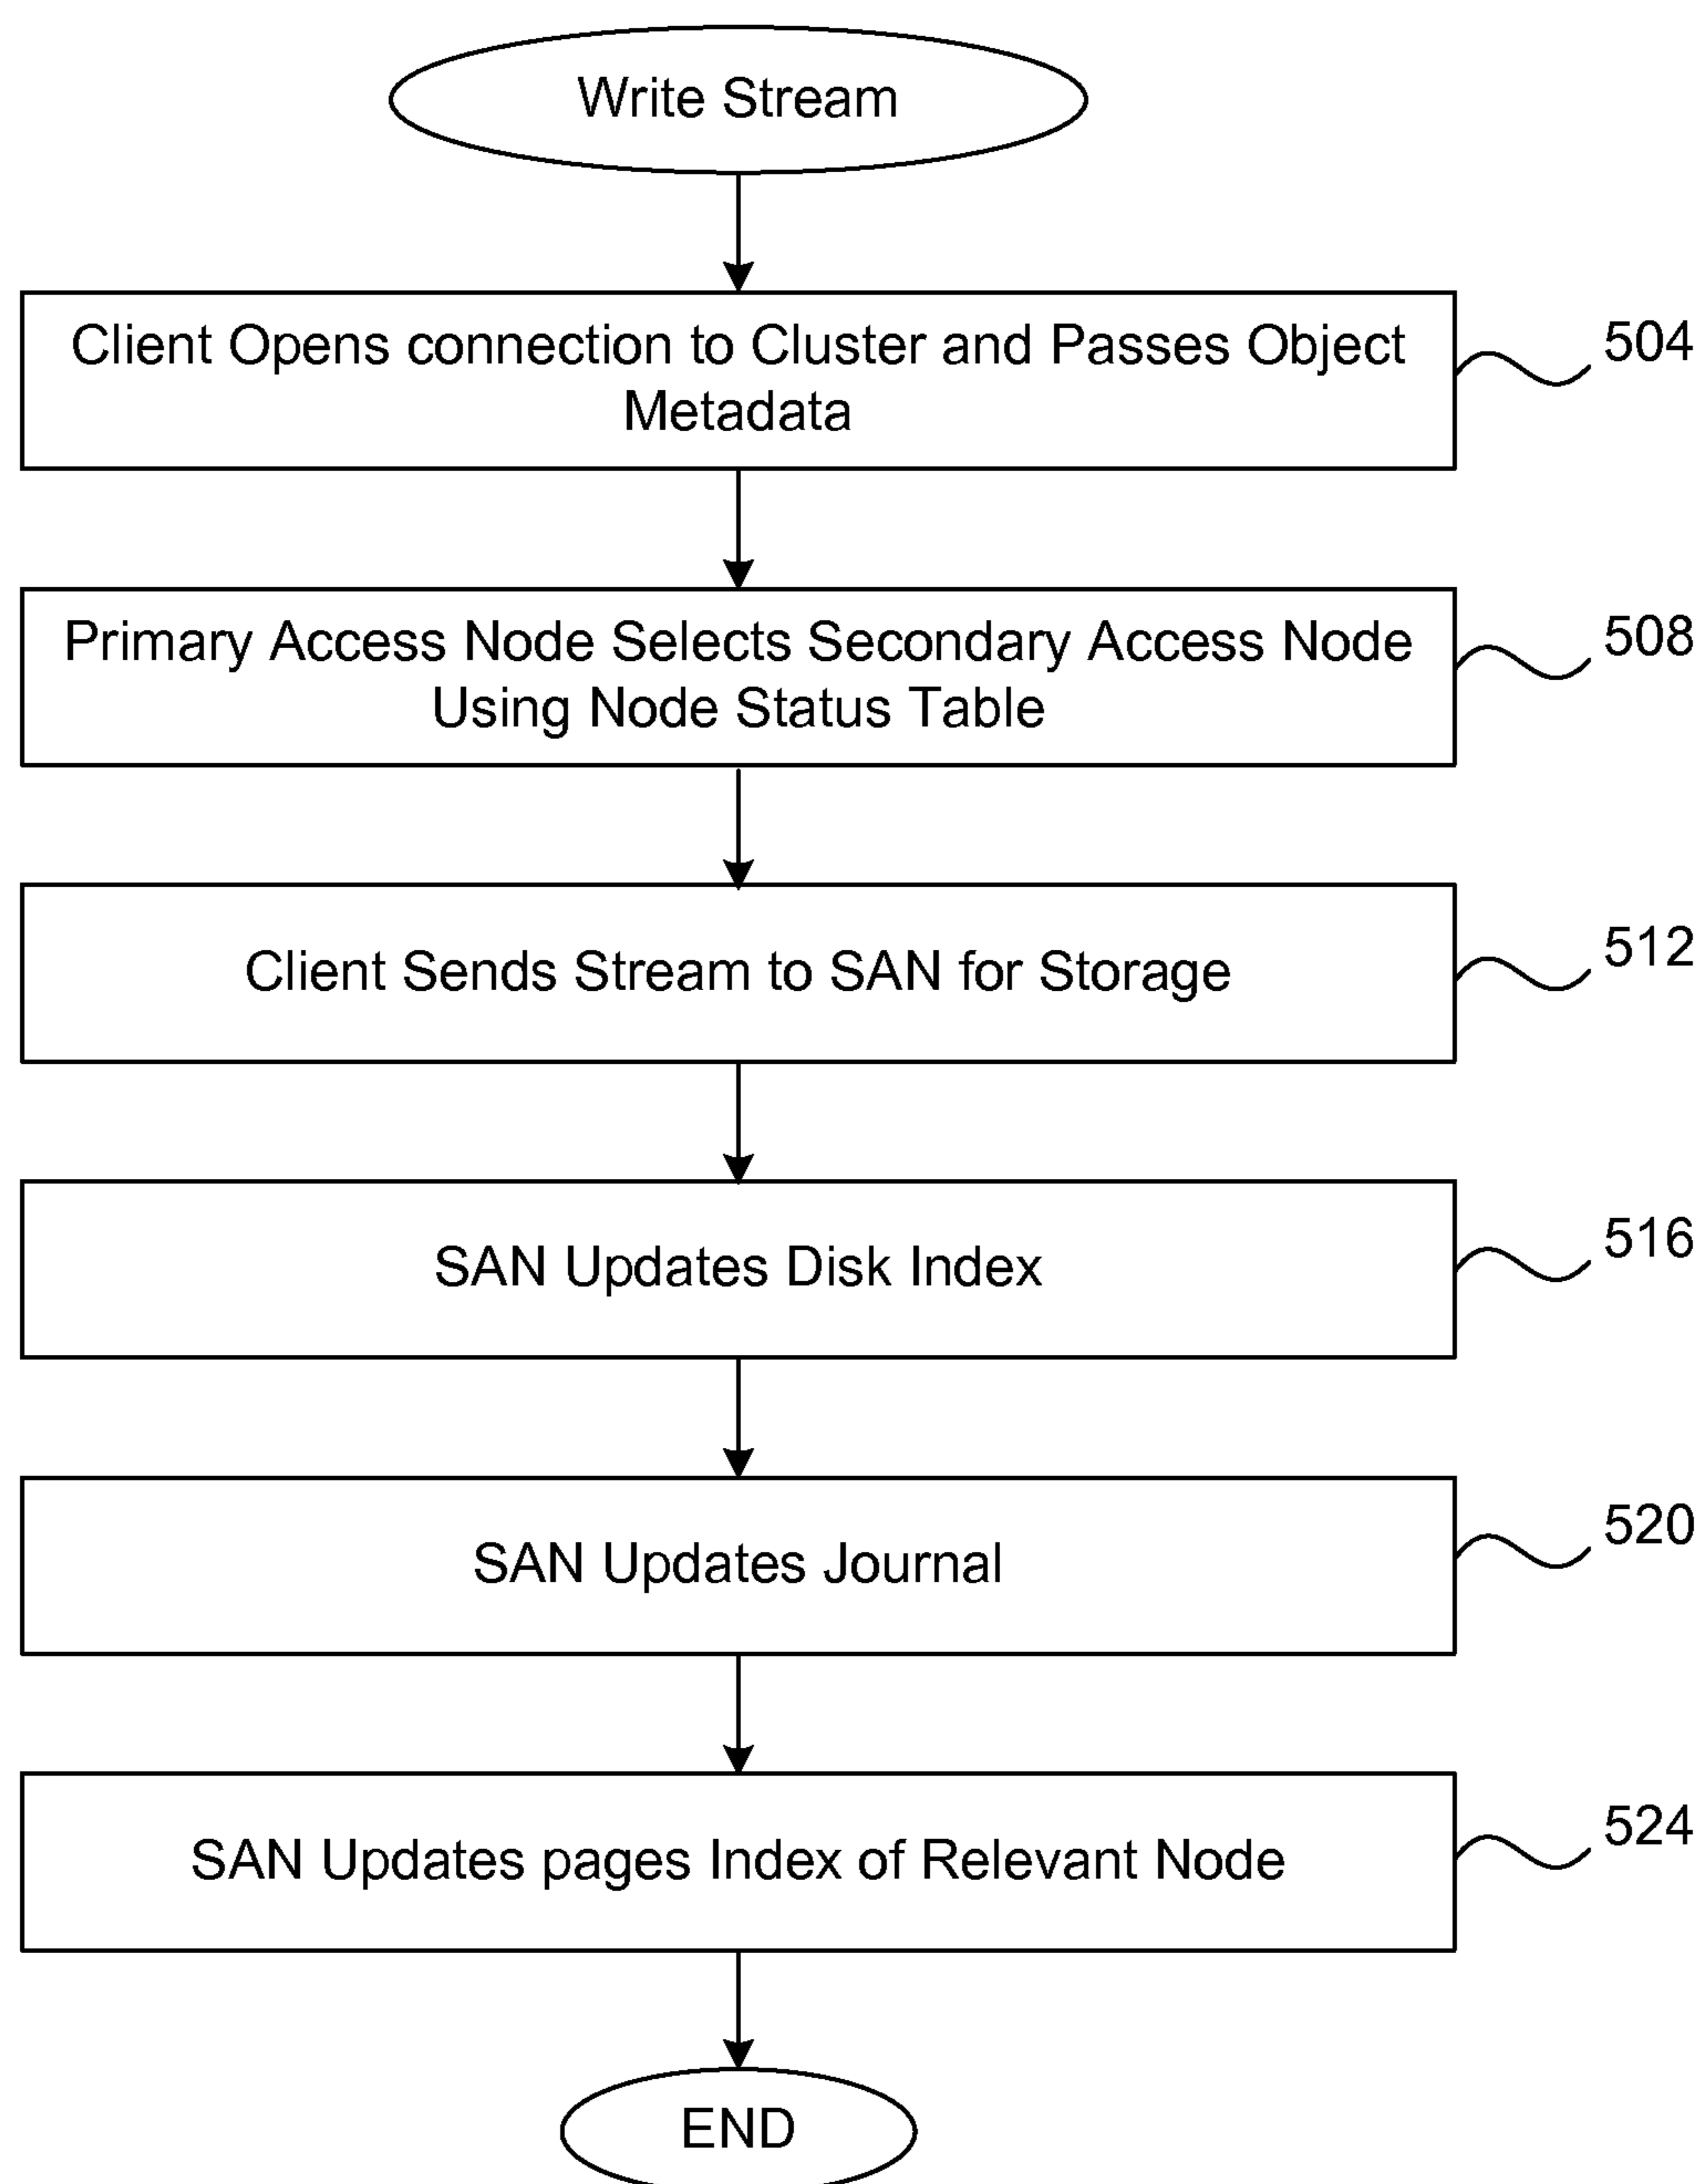 Write Stream
Client Opens connection to Cluster and Passes Object
Metadata
504
Primary Access Node Selects Secondary Access Node
Using Node Status Table
508
Client Sends Stream to SAN for Storage
512
SAN Updates Disk Index
516
SAN Updates Journal
520
SAN Updates pages Index of Relevant Node
524
END